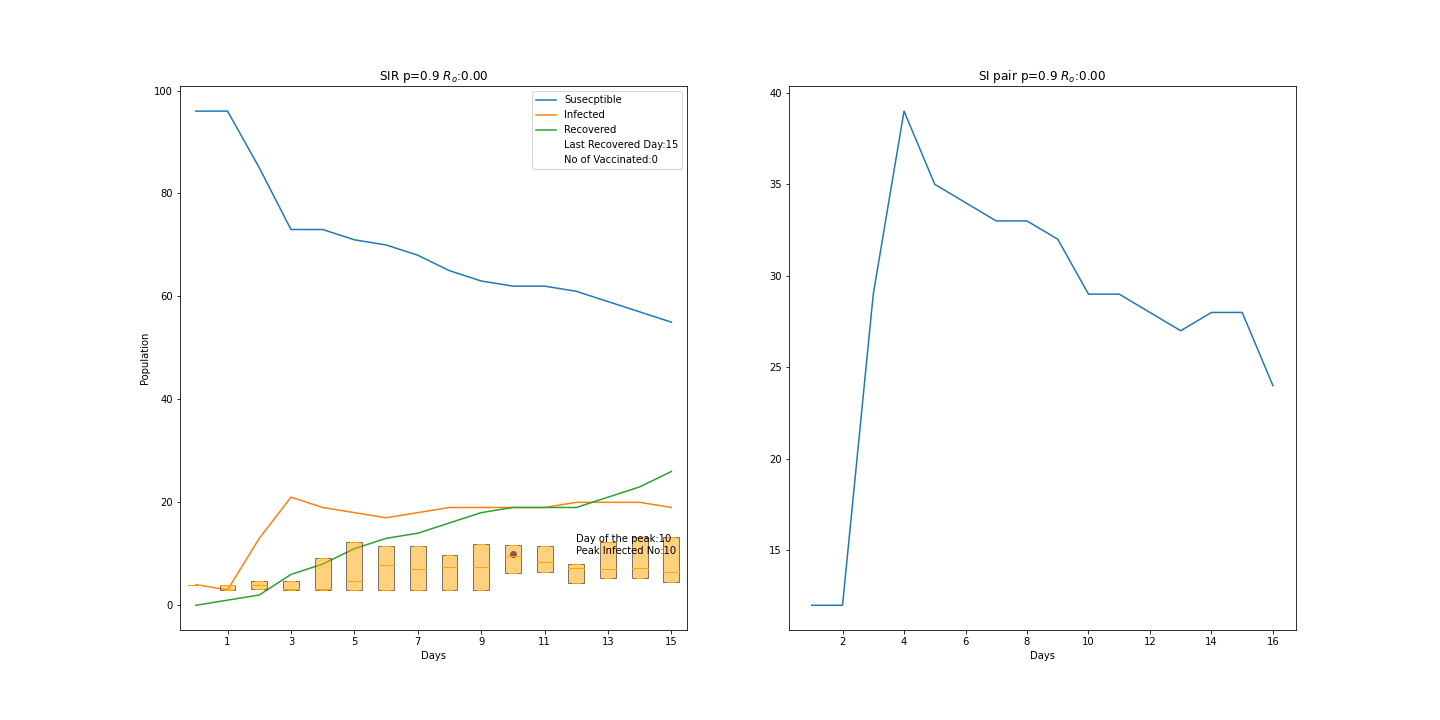 SIR p=0.9 Rₒ:0.00
100
80
60
40
20
0
Population
Susecptible
Infected
Recovered
Last Recovered Day:15
No of Vaccinated:0
Day of the peak:10
Peak Infected No:10
1 3 5 7 9 11 13 15
Days
SI pair p=0.9 Rₒ:0.00
40
35
30
25
20
15
2 4 6 8 10 12 14 16
Days